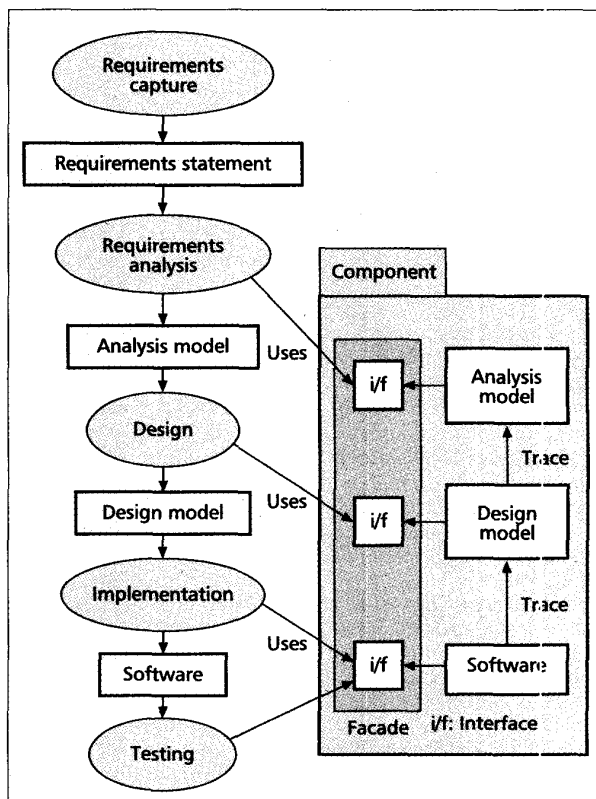 Requirements
capture
Requirements statement
Requirements
analysis
Component
Analysis model
Uses
i/f
Analysis
model
Trace
Design
Design model
Uses
i/f
Design
model
Trace
Implementation
Uses
Software
i/f
Software
Testing
Facade
i/f: Interface